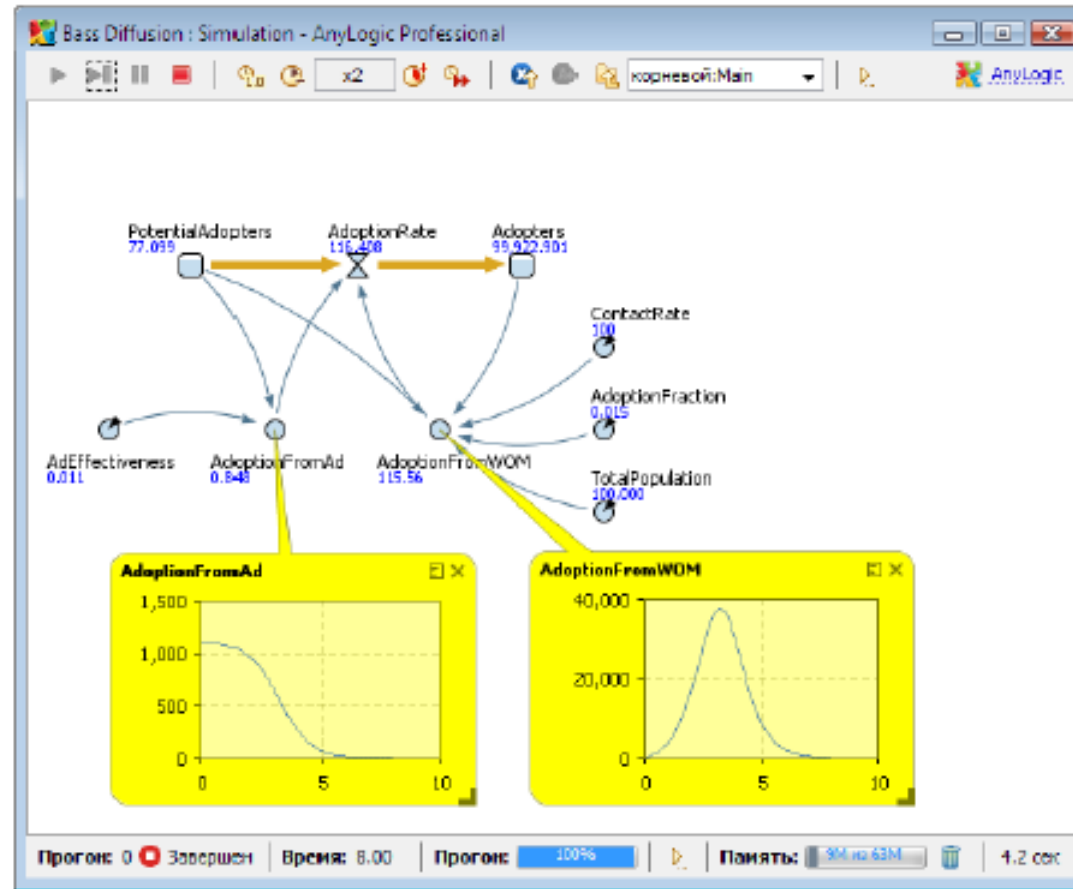 Bass Diffusion : Simulation - AnyLogic Professional
x2 корневой:Main AnyLogic
PotentialAdopters AdoptionRate Adopters
77.099 116.408 99,922.901
ContactRate
100
AdoptionFraction
0.015
AdEffectiveness AdoptionFromAd AdoptionFromWOM
0.011 0.848 115.56
TotalPopulation
100,000
AdoptionFromAd
1,500
1,000
500
0
0 5 10
AdoptionFromWOM
40,000
20,000
0
0 5 10
Прогон: 0 Завершен Время: 8.00 Прогон: 100% Память: 9M из 63M 4.2 сек